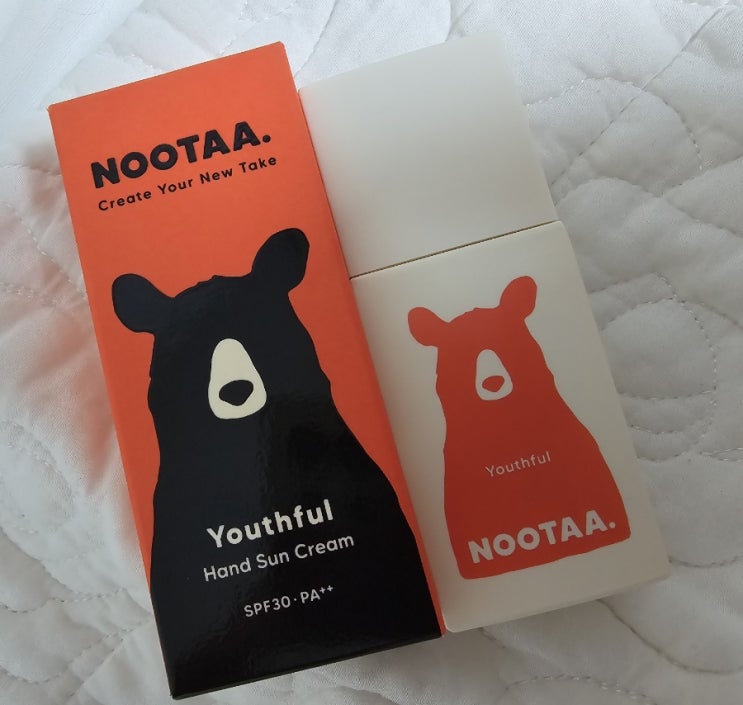 NOOTAA.
Create Your New Take
Youthful
Hand Sun Cream
SPF30·PA++
Youthful
NOOTAA.